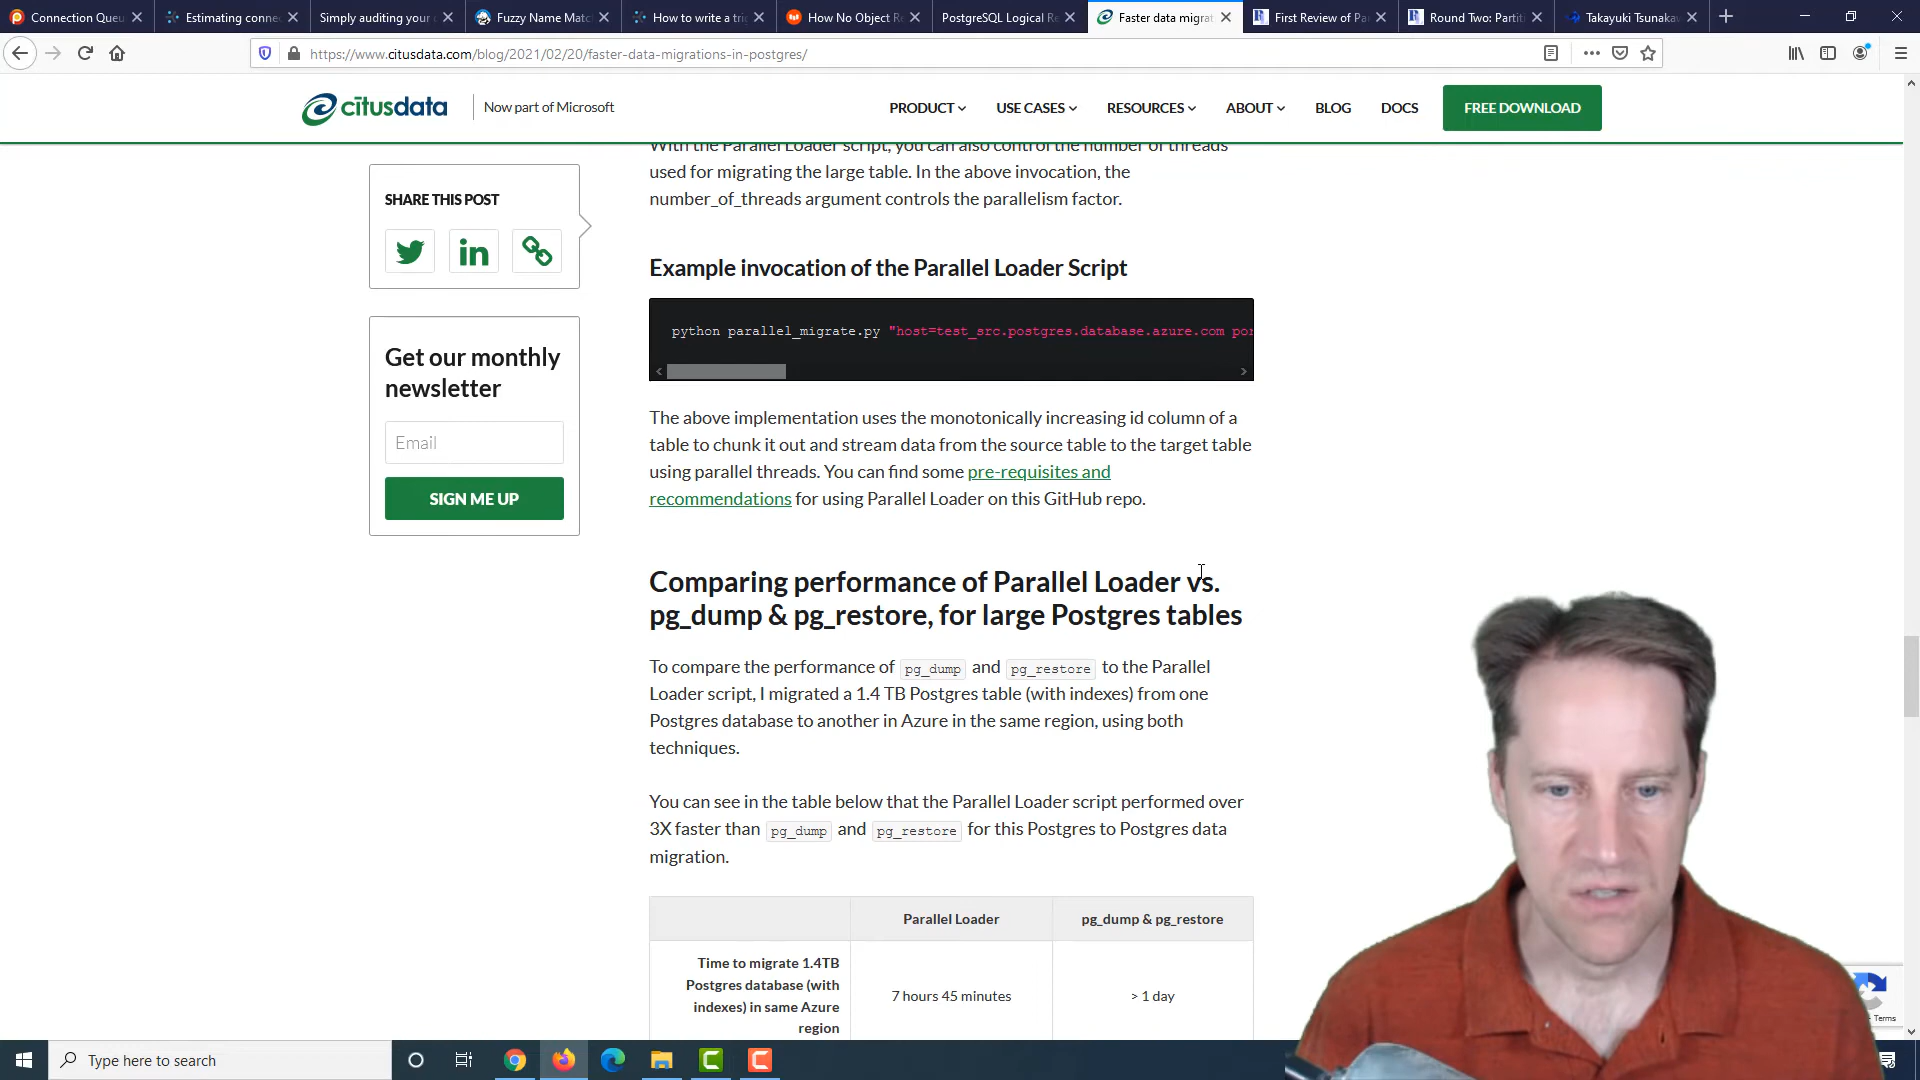 Connection Queu
Estimating conne
Simply auditing your
Fuzzy Name Matc
How to write a tri
How No Object Re
PostgreSQL Logical Re
Faster data migrat
First Review of Pa
Round Two: Partiti
Takayuki Tsunakaw
https://www.citusdata.com/blog/2021/02/20/faster-data-migrations-in-postgres/
citusdata
Now part of Microsoft
PRODUCT
USE CASES
RESOURCES
ABOUT
BLOG
DOCS
FREE DOWNLOAD
With the Parallel Loader script, you can also control the number of threads
used for migrating the large table. In the above invocation, the
number_of_threads argument controls the parallelism factor.
SHARE THIS POST
Get our monthly
newsletter
Email
SIGN ME UP
Example invocation of the Parallel Loader Script
python parallel_migrate.py "host=test_src.postgres.database.azure.com por
The above implementation uses the monotonically increasing id column of a
table to chunk it out and stream data from the source table to the target table
using parallel threads. You can find some pre-requisites and
recommendations for using Parallel Loader on this GitHub repo.
Comparing performance of Parallel Loader vs.
pg_dump & pg_restore, for large Postgres tables
To compare the performance of pg_dump and pg_restore to the Parallel
Loader script, I migrated a 1.4 TB Postgres table (with indexes) from one
Postgres database to another in Azure in the same region, using both
techniques.
You can see in the table below that the Parallel Loader script performed over
3X faster than pg_dump and pg_restore for this Postgres to Postgres data
migration.
Parallel Loader
pg_dump & pg_restore
Time to migrate 1.4TB
Postgres database (with
indexes) in same Azure
region
7 hours 45 minutes
> 1 day
Terms
Type here to search